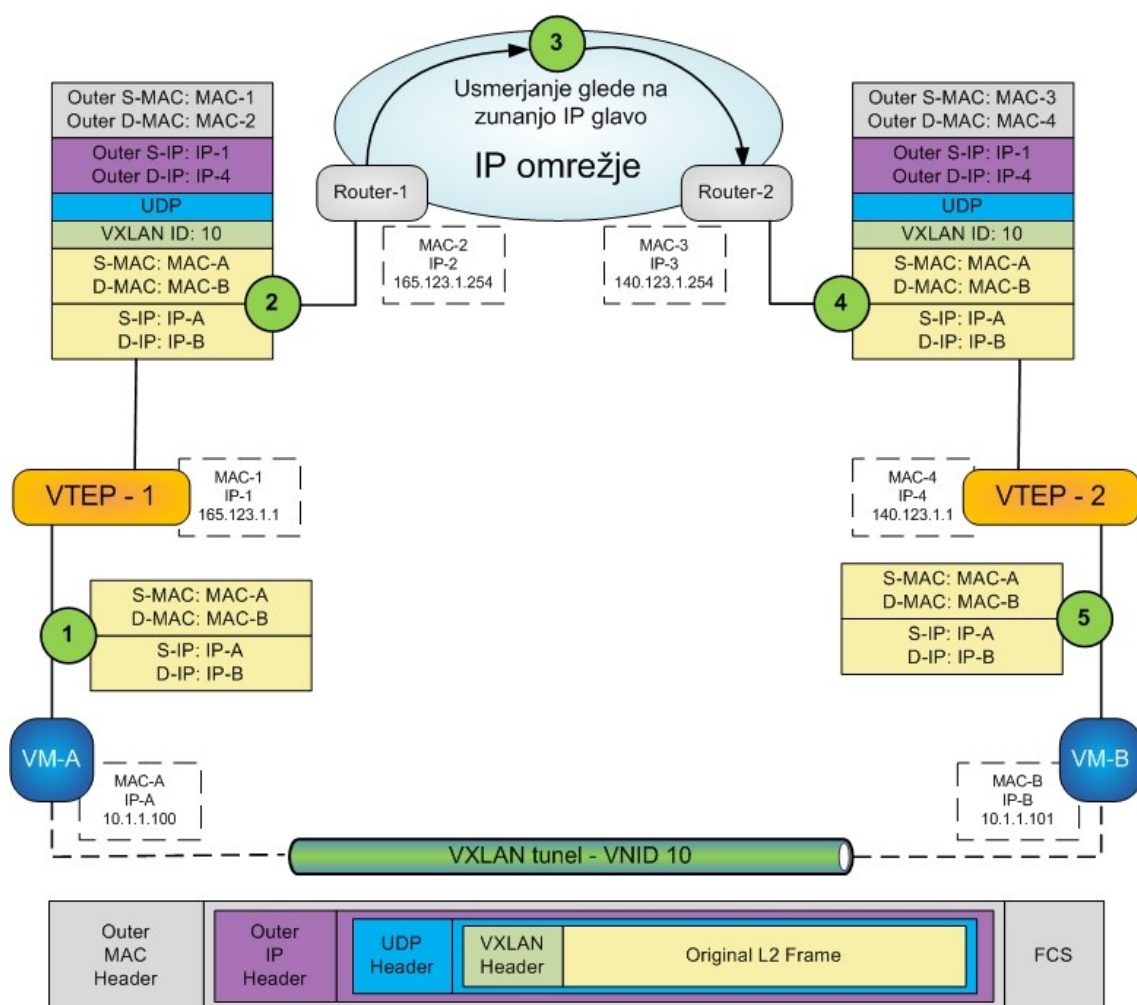 3
Usmerjanje glede na
zunanjo IP glavo
IP omrežje
Router-1
Router-2
MAC-2
IP-2
165.123.1.254
MAC-3
IP-3
140.123.1.254
Outer S-MAC: MAC-1
Outer D-MAC: MAC-2
Outer S-IP: IP-1
Outer D-IP: IP-4
UDP
VXLAN ID: 10
S-MAC: MAC-A
D-MAC: MAC-B
S-IP: IP-A
D-IP: IP-B
2
Outer S-MAC: MAC-3
Outer D-MAC: MAC-4
Outer S-IP: IP-1
Outer D-IP: IP-4
UDP
VXLAN ID: 10
S-MAC: MAC-A
D-MAC: MAC-B
S-IP: IP-A
D-IP: IP-B
4
VTEP - 1
MAC-1
IP-1
165.123.1.1
MAC-4
IP-4
140.123.1.1
VTEP - 2
1
S-MAC: MAC-A
D-MAC: MAC-B
S-IP: IP-A
D-IP: IP-B
S-MAC: MAC-A
D-MAC: MAC-B
S-IP: IP-A
D-IP: IP-B
5
VM-A
MAC-A
IP-A
10.1.1.100
MAC-B
IP-B
10.1.1.101
VM-B
VXLAN tunel - VNID 10
Outer
MAC
Header
Outer
IP
Header
UDP
Header
VXLAN
Header
Original L2 Frame
FCS